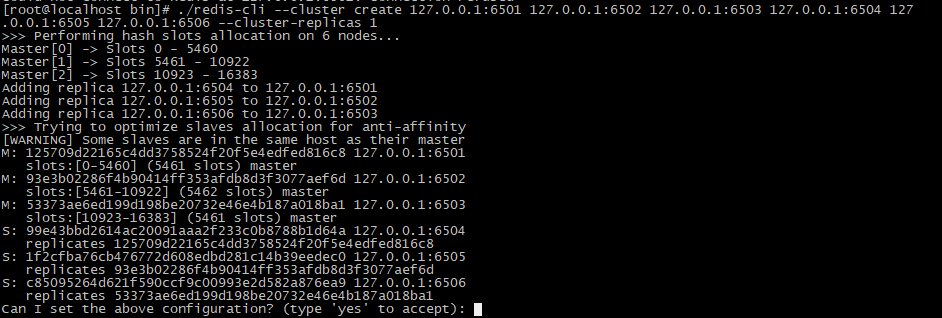 [root@localhost bin]# ./redis-cli --cluster create 127.0.0.1:6501 127.0.0.1:6502 127.0.0.1:6503 127.0.0.1:6504 127
.0.0.1:6505 127.0.0.1:6506 --cluster-replicas 1
>>> Performing hash slots allocation on 6 nodes...
Master[0] -> Slots 0 - 5460
Master[1] -> Slots 5461 - 10922
Master[2] -> Slots 10923 - 16383
Adding replica 127.0.0.1:6504 to 127.0.0.1:6501
Adding replica 127.0.0.1:6505 to 127.0.0.1:6502
Adding replica 127.0.0.1:6506 to 127.0.0.1:6503
>>> Trying to optimize slaves allocation for anti-affinity
[WARNING] Some slaves are in the same host as their master
M: 125709d22165c4dd3758524f20f5e4edfed816c8 127.0.0.1:6501
slots:[0-5460] (5461 slots) master
M: 93e3b02286f4b90414ff353afdb8d3f3077aef6d 127.0.0.1:6502
slots:[5461-10922] (5462 slots) master
M: 53373ae6ed199d198be20732e46e4b187a018ba1 127.0.0.1:6503
slots:[10923-16383] (5461 slots) master
S: 99e43bbd2614ac20091aaa2f233c0b8788b1d64a 127.0.0.1:6504
replicates 125709d22165c4dd3758524f20f5e4edfed816c8
S: 1f2cfba76cb476772d608edbd281c14b39eedec0 127.0.0.1:6505
replicates 93e3b02286f4b90414ff353afdb8d3f3077aef6d
S: c85095264d621f590ccf9c00993e2d582a876ea9 127.0.0.1:6506
replicates 53373ae6ed199d198be20732e46e4b187a018ba1
Can I set the above configuration? (type 'yes' to accept):